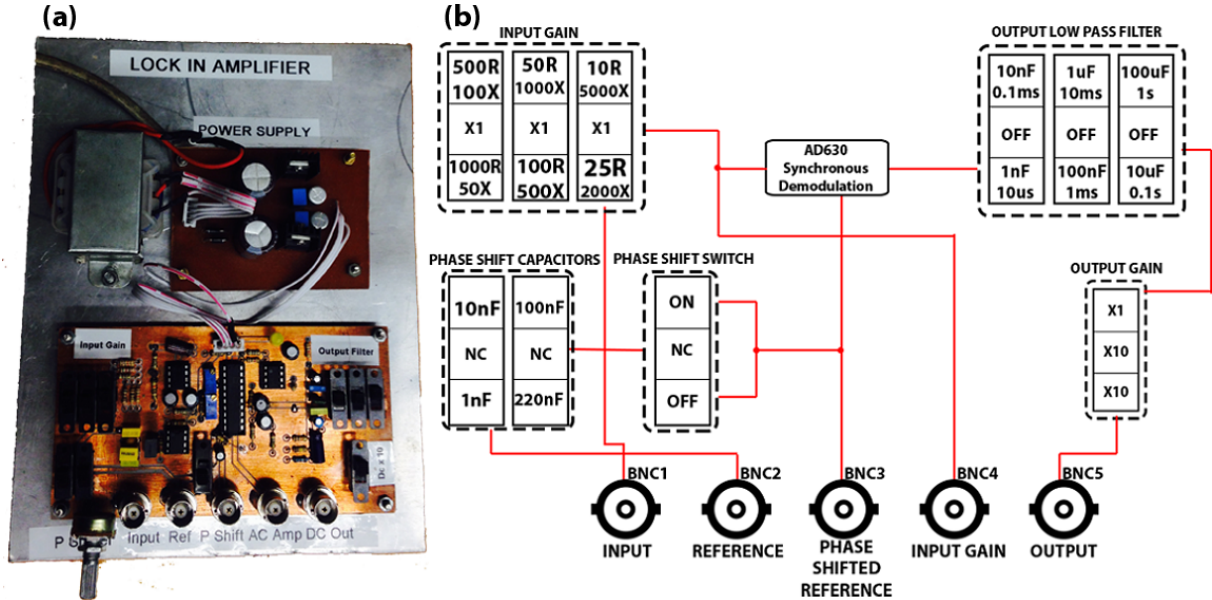 (a)
LOCK IN AMPLIFIER
POWER SUPPLY
Input Gain
Output Filter
Dc x 10
Input Ref P Shift AC Amp DC Out
(b)
INPUT GAIN
500R
100X
X1
1000R
50X
50R
1000X
X1
100R
500X
10R
5000X
X1
25R
2000X
AD630
Synchronous
Demodulation
OUTPUT LOW PASS FILTER
10nF
0.1ms
OFF
1nF
10us
1uF
10ms
OFF
100nF
1ms
100uF
1s
OFF
10uF
0.1s
PHASE SHIFT CAPACITORS
10nF
NC
1nF
100nF
NC
220nF
PHASE SHIFT SWITCH
ON
NC
OFF
OUTPUT GAIN
X1
X10
X10
BNC1
INPUT
BNC2
REFERENCE
BNC3
PHASE
SHIFTED
REFERENCE
BNC4
INPUT GAIN
BNC5
OUTPUT